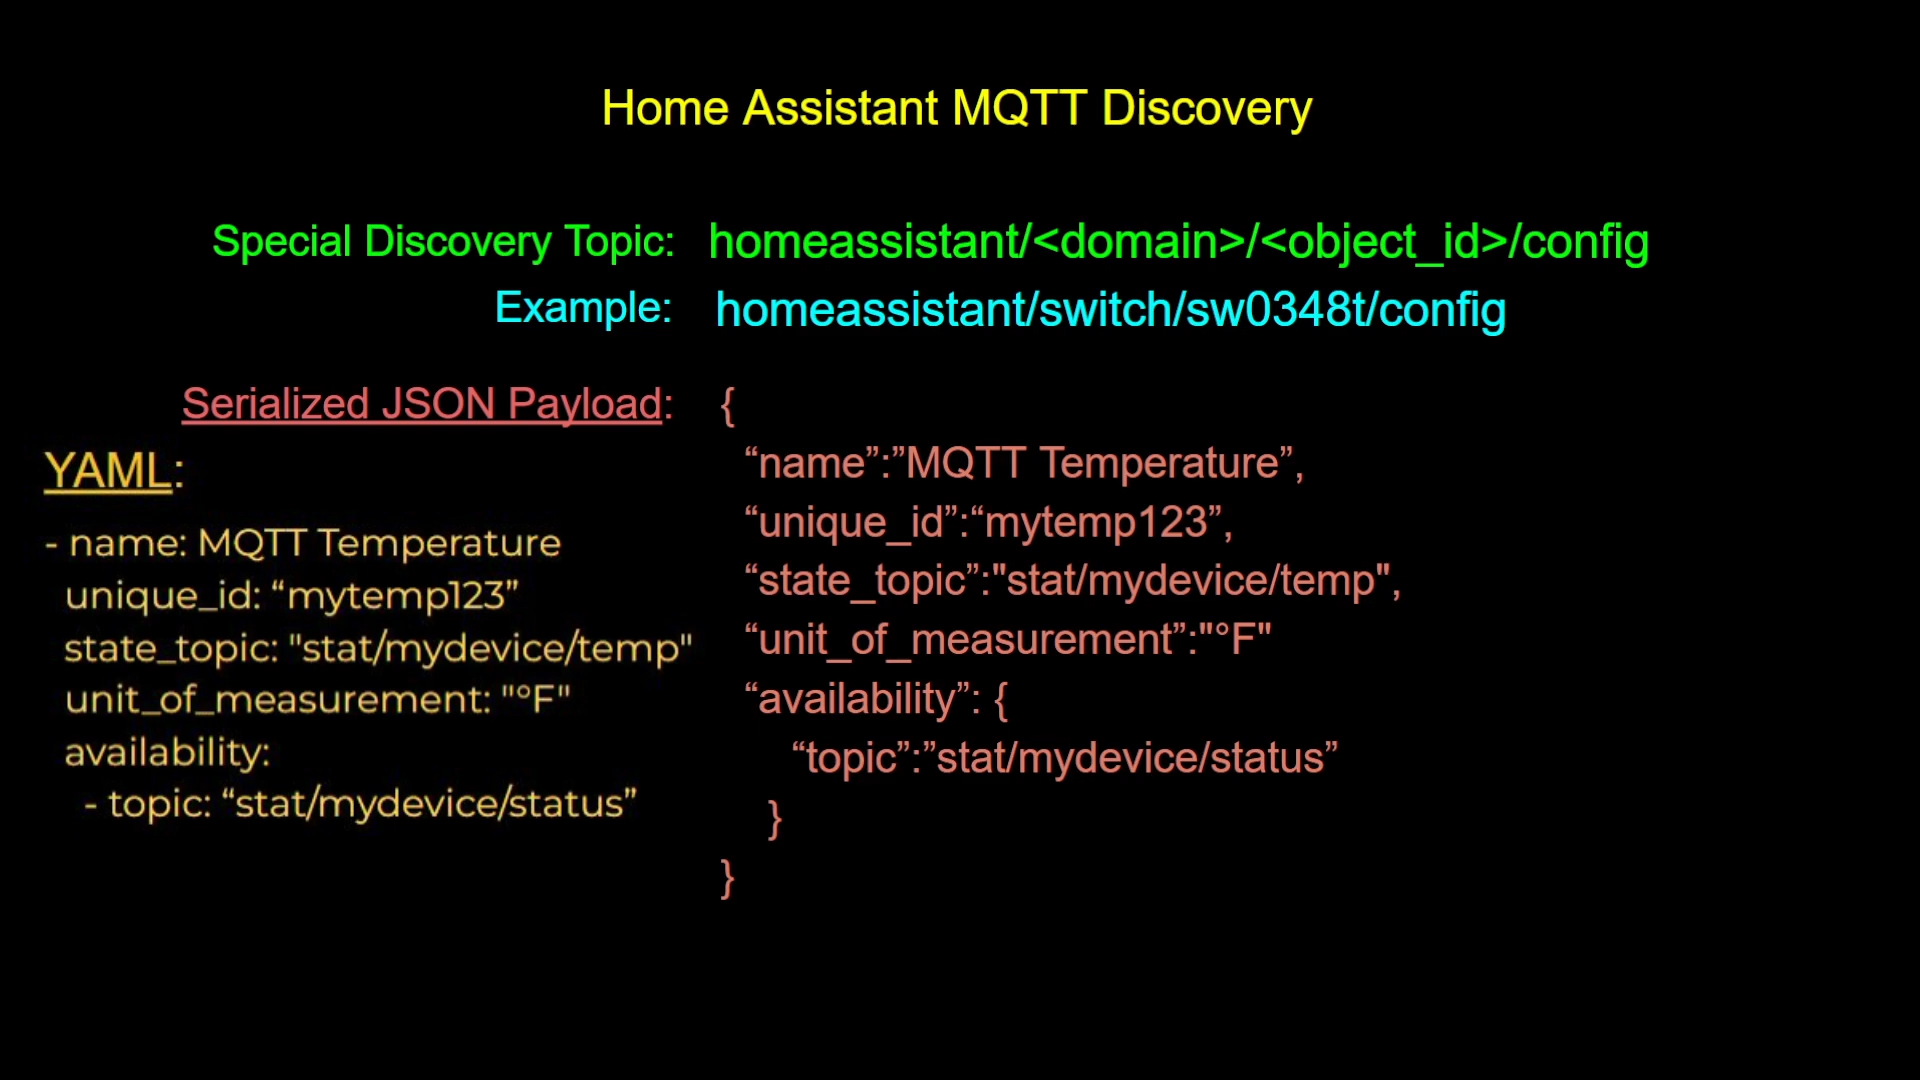 Home Assistant MQTT Discovery
Special Discovery Topic: homeassistant/<domain>/<object_id>/config
Example: homeassistant/switch/sw0348t/config
Serialized JSON Payload: {
“name”:”MQTT Temperature”,
“unique_id”:“mytemp123”,
“state_topic”:"stat/mydevice/temp",
“unit_of_measurement”:"°F"
“availability”: {
“topic”:”stat/mydevice/status”
}
}
YAML:
- name: MQTT Temperature
unique_id: “mytemp123”
state_topic: "stat/mydevice/temp"
unit_of_measurement: "°F"
availability:
- topic: “stat/mydevice/status”